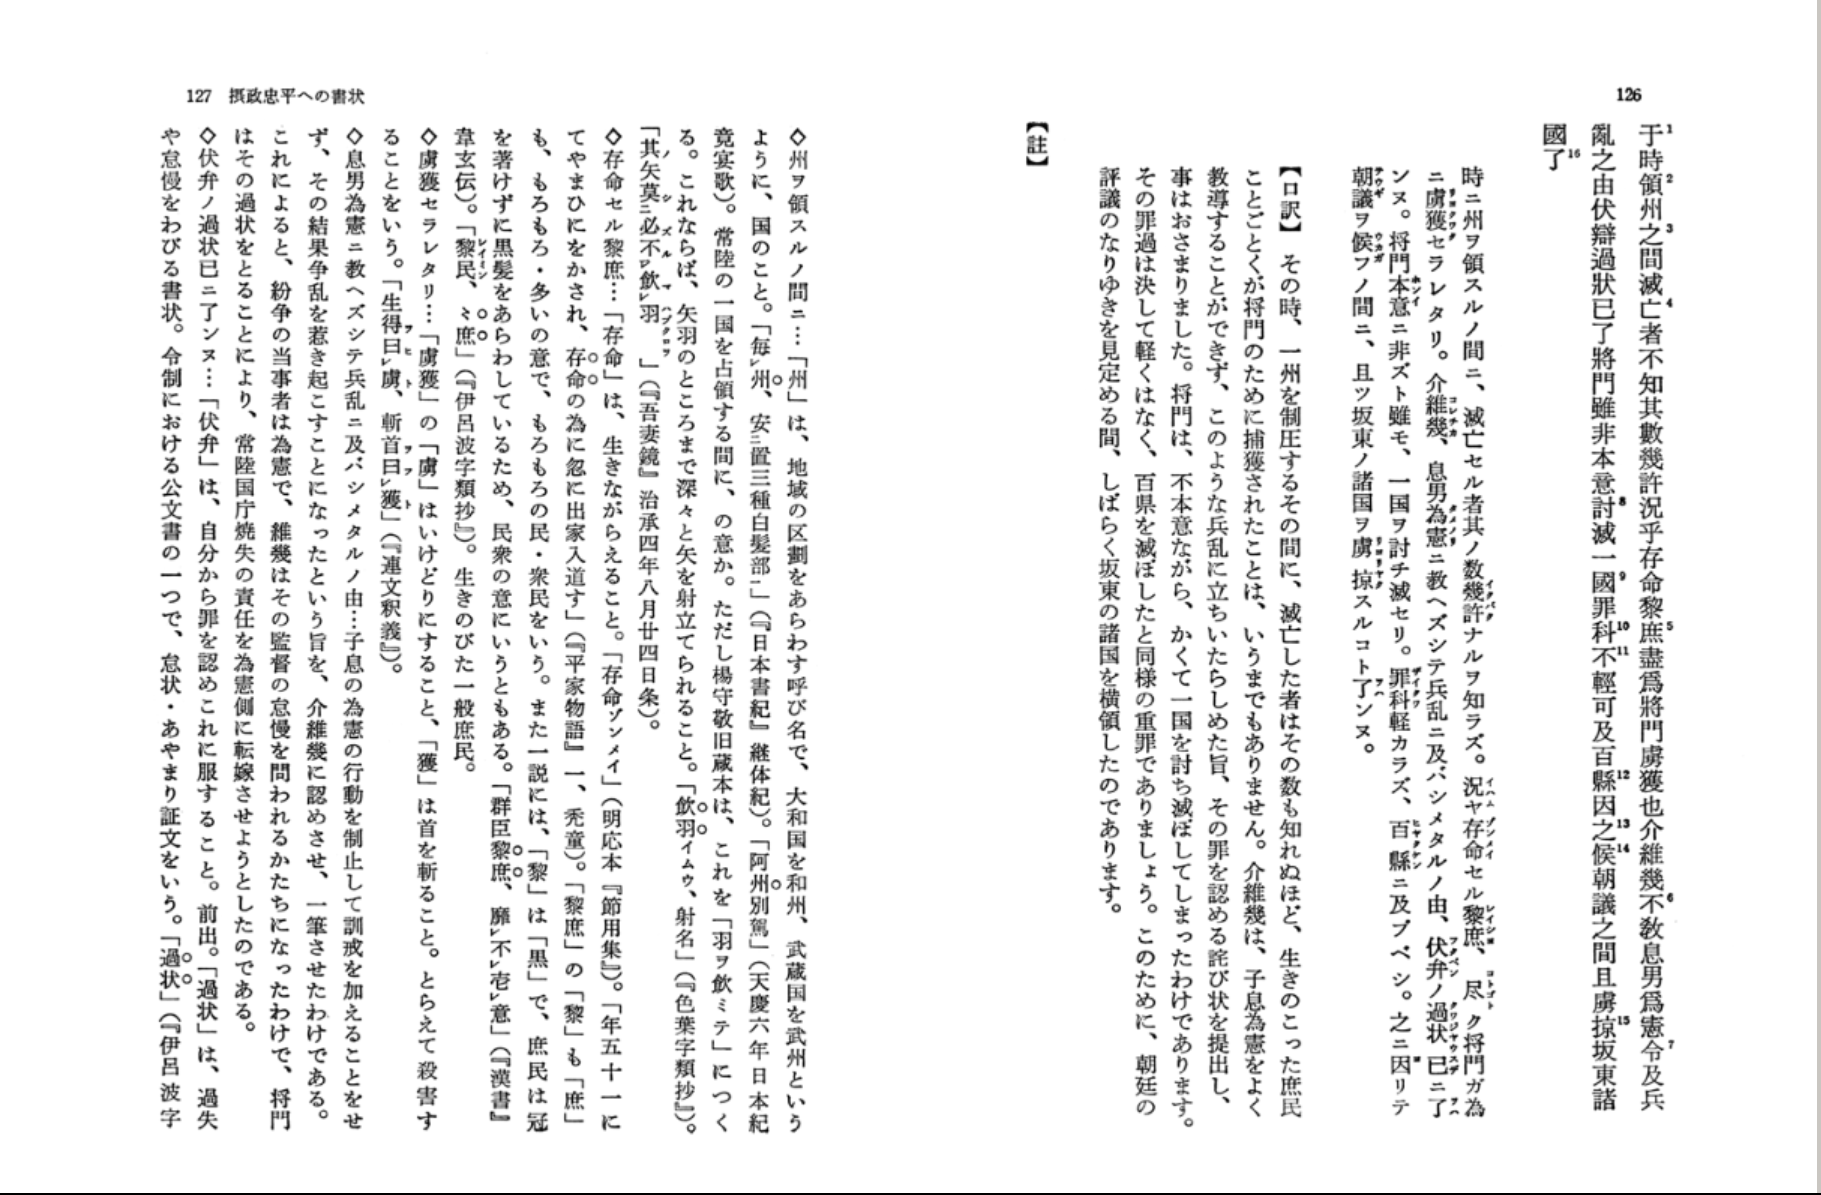 126
于時領州之間滅亡者不知其數幾許況乎存命黎庶盡爲將門虜獲也介維幾不敎息男爲憲令及兵
亂之由伏辯過狀已了將門雖非本意討滅一國罪科不輕可及百縣因之候朝議之間且虜掠坂東諸
國了
時ニ州ヲ領スルノ間ニ、滅亡セル者其ノ数幾許ナルヲ知ラズ。況ヤ存命セル黎庶、尽ク将門ガ為
ニ虜獲セラレタリ。介維幾、息男為憲ニ教ヘズシテ兵乱ニ及バシメタルノ由、伏弁ノ過状已ニ了
ンヌ。将門本意ニ非ズト雖モ、一国ヲ討チ滅セリ。罪科軽カラズ、百縣ニ及ブベシ。之ニ因リテ
朝議ヲ候フノ間ニ、且ツ坂東ノ諸国ヲ虜掠スルコト了ンヌ。
【口訳】 その時、一州を制圧するその間に、滅亡した者はその数も知れぬほど、生きのこった庶民
ことごとくが将門のために捕獲されたことは、いうまでもありません。介維幾は、子息為憲をよく
教導することができず、このような兵乱に立ちいたらしめた旨、その罪を認める詫び状を提出し、
事はおさまりました。将門は、不本意ながら、かくて一国を討ち滅ぼしてしまったわけであります。
その罪過は決して軽くはなく、百県を滅ぼしたと同様の重罪でありましょう。このために、朝廷の
評議のなりゆきを見定める間、しばらく坂東の諸国を横領したのであります。
【註】
127 摂政忠平への書状
◇州ヲ領スルノ間ニ…「州」は、地域の区劃をあらわす呼び名で、大和国を和州、武蔵国を武州という
ように、国のこと。「毎レ州、安二置三種白髪部一」（『日本書紀』継体紀）。「阿州別駕」（天慶六年日本紀
竟宴歌）。常陸の一国を占領する間に、の意か。ただし楊守敬旧蔵本は、これを「羽ヲ飲ミテ」につく
る。これならば、矢羽のところまで深々と矢を射立てられること。「飲羽イムウ、射名」（『色葉字類抄』）。
「其矢莫三必不レ飲レ羽」（『吾妻鏡』治承四年八月廿四日条）。
◇存命セル黎庶…「存命」は、生きながらえること。「存命ゾンメイ」（明応本『節用集』）。「年五十一に
てやまひにをかされ、存命の為に忽に出家入道す」（『平家物語』一、禿童）。「黎庶」の「黎」も「庶」
も、もろもろ・多いの意で、もろもろの民・衆民をいう。また一説には、「黎」は「黒」で、庶民は冠
を著けずに黒髪をあらわしているため、民衆の意にいうともある。「群臣黎庶、靡レ不レ壱レ意」（『漢書』
韋玄伝）。「黎民、〻庶」（『伊呂波字類抄』）。生きのびた一般庶民。
◇虜獲セラレタリ…「虜獲」の「虜」はいけどりにすること、「獲」は首を斬ること。とらえて殺害す
ることをいう。「生得曰レ虜、斬首曰レ獲」（『連文釈義』）。
◇息男為憲ニ教ヘズシテ兵乱ニ及バシメタルノ由…子息の為憲の行動を制止して訓戒を加えることをせ
ず、その結果争乱を惹き起こすことになったという旨を、介維幾に認めさせ、一筆させたわけである。
これによると、紛争の当事者は為憲で、維幾はその監督の怠慢を問われるかたちになったわけで、将門
はその過状をとることにより、常陸国庁焼失の責任を為憲側に転嫁させようとしたのである。
◇伏弁ノ過状已ニ了ンヌ…「伏弁」は、自分から罪を認めこれに服すること。前出。「過状」は、過失
や怠慢をわびる書状。令制における公文書の一つで、怠状・あやまり証文をいう。「過状」（『伊呂波字